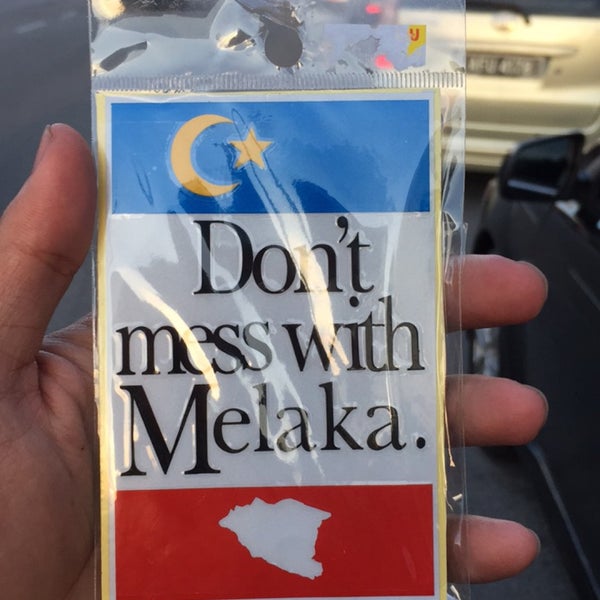 Don't
mess with
Melaka.